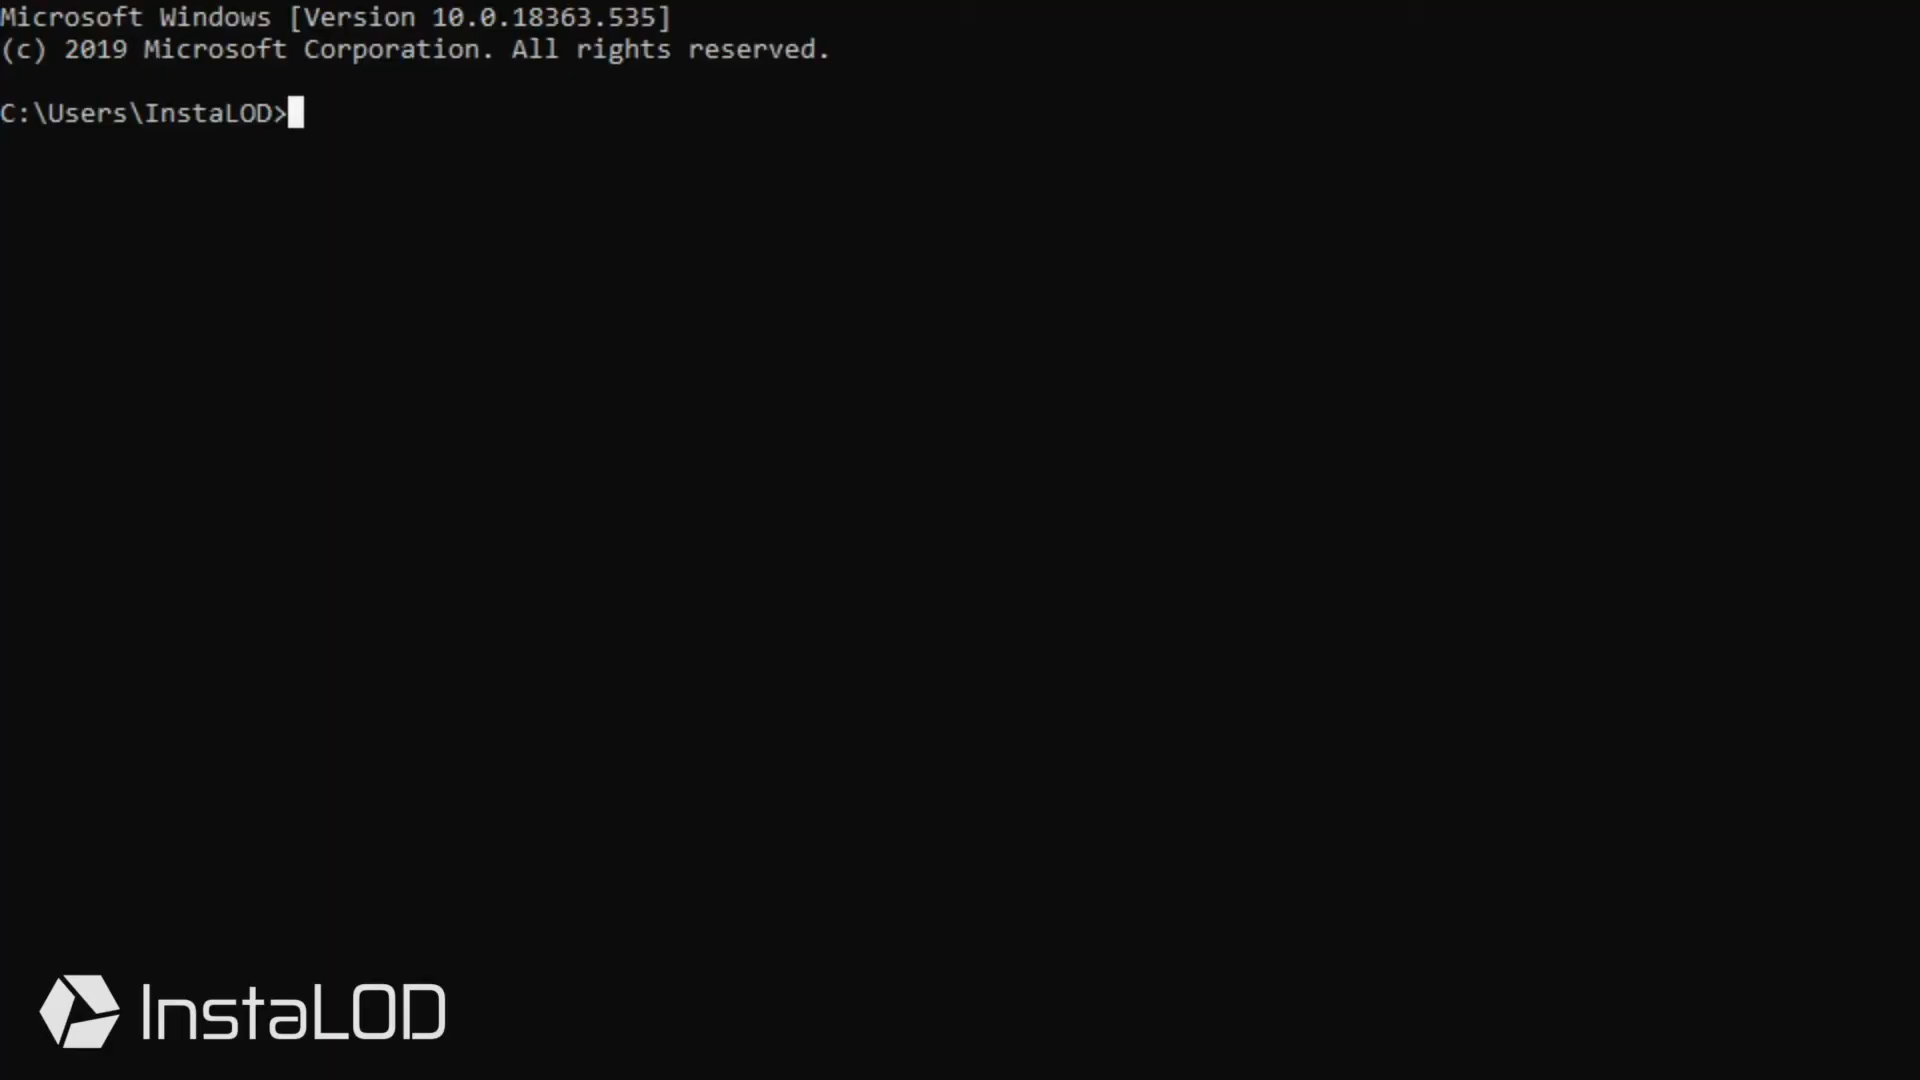 Microsoft Windows [Version 10.0.18363.535]
(c) 2019 Microsoft Corporation. All rights reserved.
C:\Users\InstaLOD>
InstaLOD